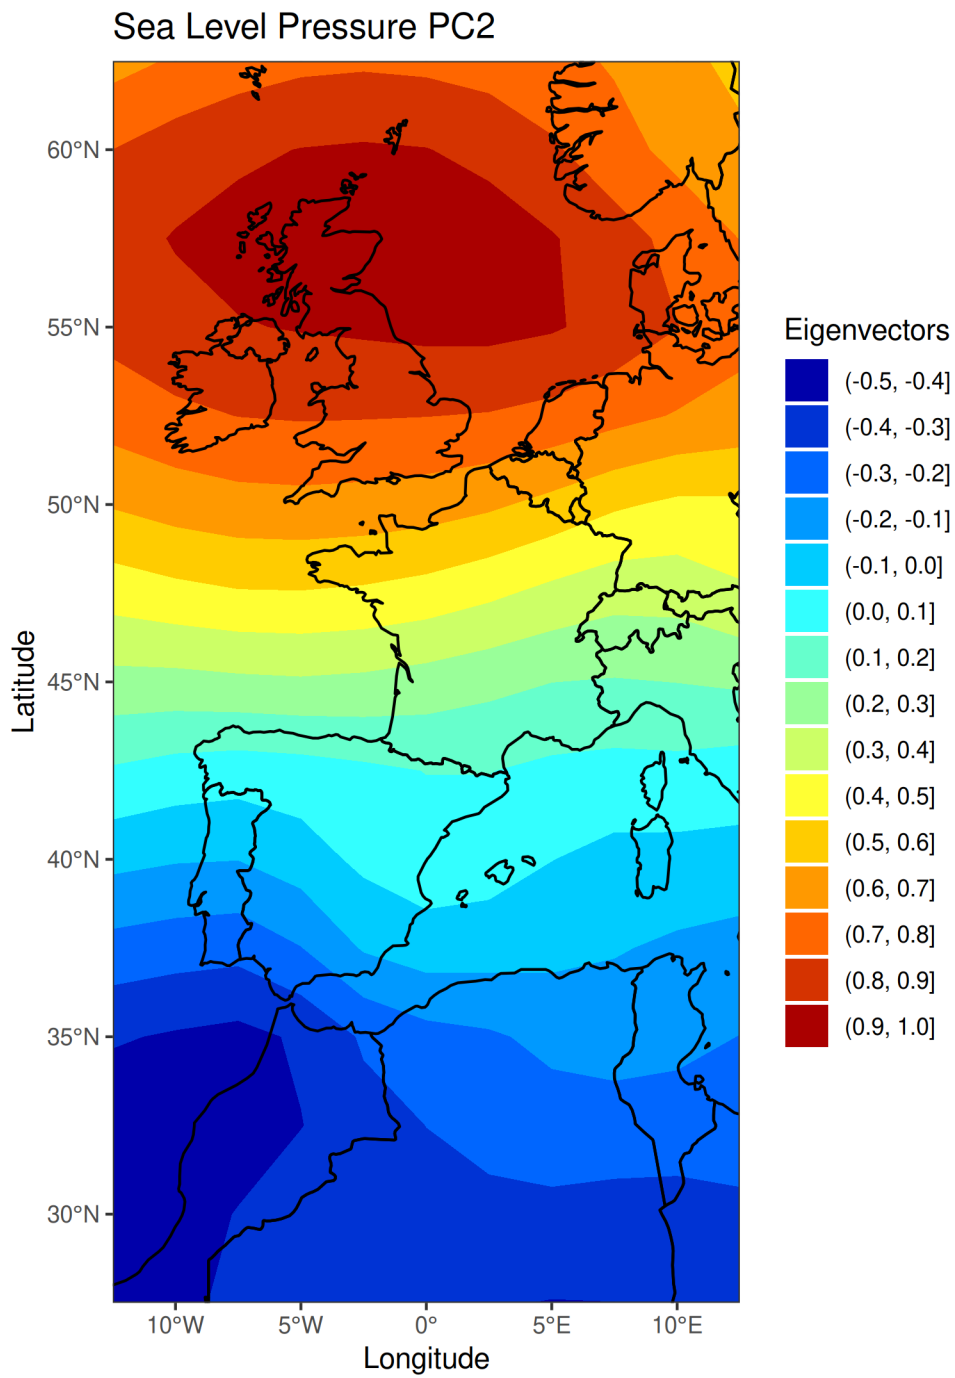 Sea Level Pressure PC2
60°N
55°N
50°N
45°N
40°N
35°N
30°N
Latitude
10°W 5°W 0° 5°E 10°E
Longitude
Eigenvectors
(-0.5, -0.4]
(-0.4, -0.3]
(-0.3, -0.2]
(-0.2, -0.1]
(-0.1, 0.0]
(0.0, 0.1]
(0.1, 0.2]
(0.2, 0.3]
(0.3, 0.4]
(0.4, 0.5]
(0.5, 0.6]
(0.6, 0.7]
(0.7, 0.8]
(0.8, 0.9]
(0.9, 1.0]